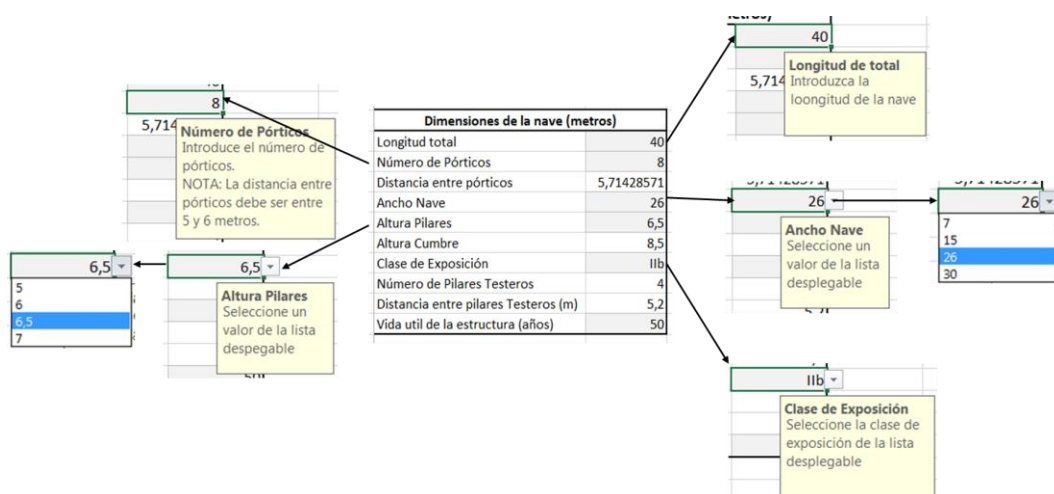 40
Longitud de total
5,714 Introduzca la
loongitud de la nave
8
5,714
Número de Pórticos
Introduce el número de
pórticos.
NOTA: La distancia entre
pórticos debe ser entre
5 y 6 metros.
Dimensiones de la nave (metros)
Longitud total 40
Número de Pórticos 8
Distancia entre pórticos 5,71428571
Ancho Nave 26
Altura Pilares 6,5
Altura Cumbre 8,5
Clase de Exposición IIb
Número de Pilares Testeros 4
Distancia entre pilares Testeros (m) 5,2
Vida util de la estructura (años) 50
26
Ancho Nave
Seleccione un
valor de la lista
desplegable
26
7
15
26
30
6,5
5
6
6,5
7
6,5
Altura Pilares
Seleccione un
valor de la lista
despegable
IIb
Clase de Exposición
Seleccione la clase de
exposición de la lista
desplegable